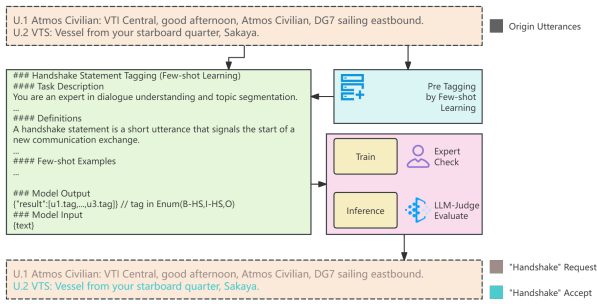 U.1 Atmos Civilian: VTI Central, good afternoon, Atmos Civilian, DG7 sailing eastbound.
U.2 VTS: Vessel from your starboard quarter, Sakaya.
Origin Utterances
### Handshake Statement Tagging (Few-shot Learning)
#### Task Description
You are an expert in dialogue understanding and topic segmentation.
...
#### Definitions
A handshake statement is a short utterance that signals the start of a
new communication exchange.
...
#### Few-shot Examples
...
### Model Output
{"result":[u1.tag,...,u3.tag]} // tag in Enum(B-HS,I-HS,O)
### Model Input
{text}
Pre Tagging
by Few-shot
Learning
Train
Expert
Check
Inference
LLM-Judge
Evaluate
U.1 Atmos Civilian: VTI Central, good afternoon, Atmos Civilian, DG7 sailing eastbound.
U.2 VTS: Vessel from your starboard quarter, Sakaya.
"Handshake" Request
"Handshake" Accept